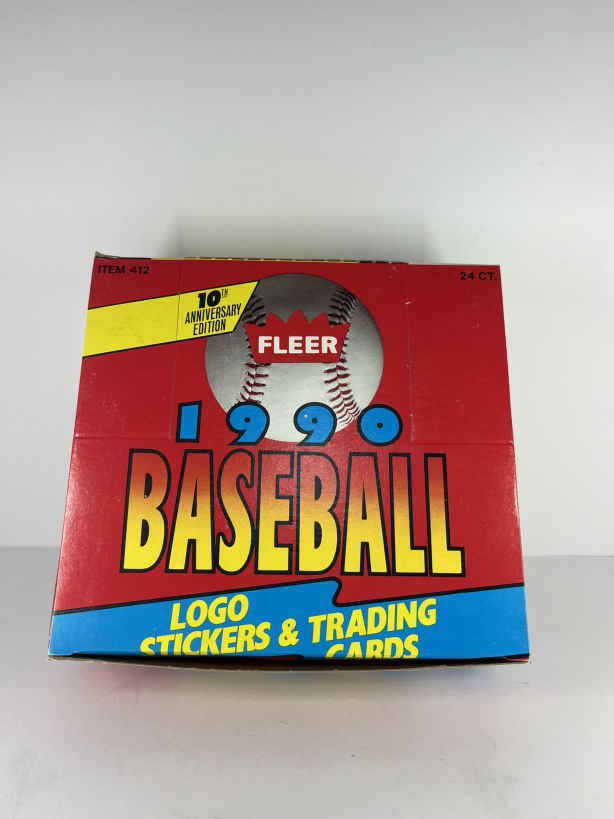 ITEM 412
24 CT.
10TH
ANNIVERSARY
EDITION
FLEER
1990
BASEBALL
LOGO
STICKERS & TRADING
CARDS